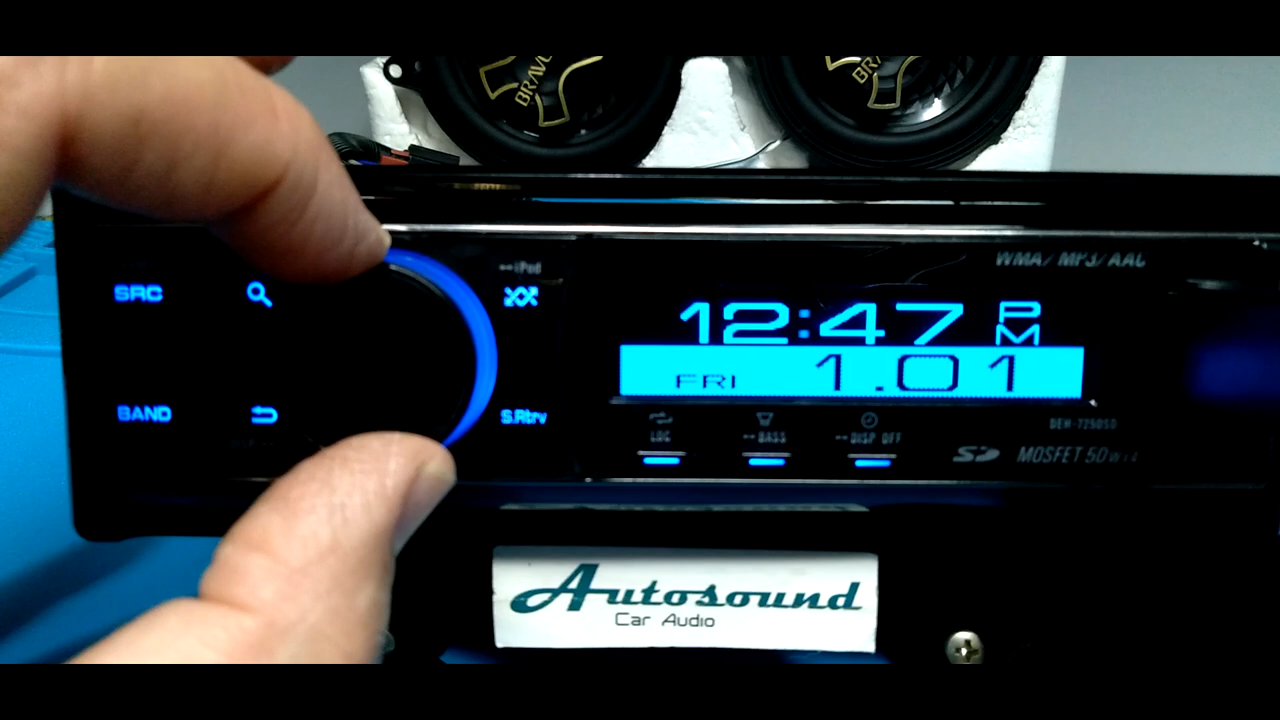 BRAVO
BRAV
SRC
iPod
WMA/ MP3/AAC
12:47 PM
FRI 1.01
BAND
S.Rtrv
LOC
BASS
DISP OFF
DEH-7250SD
SD
MOSFET 50W×4
Autosound
Car Audio